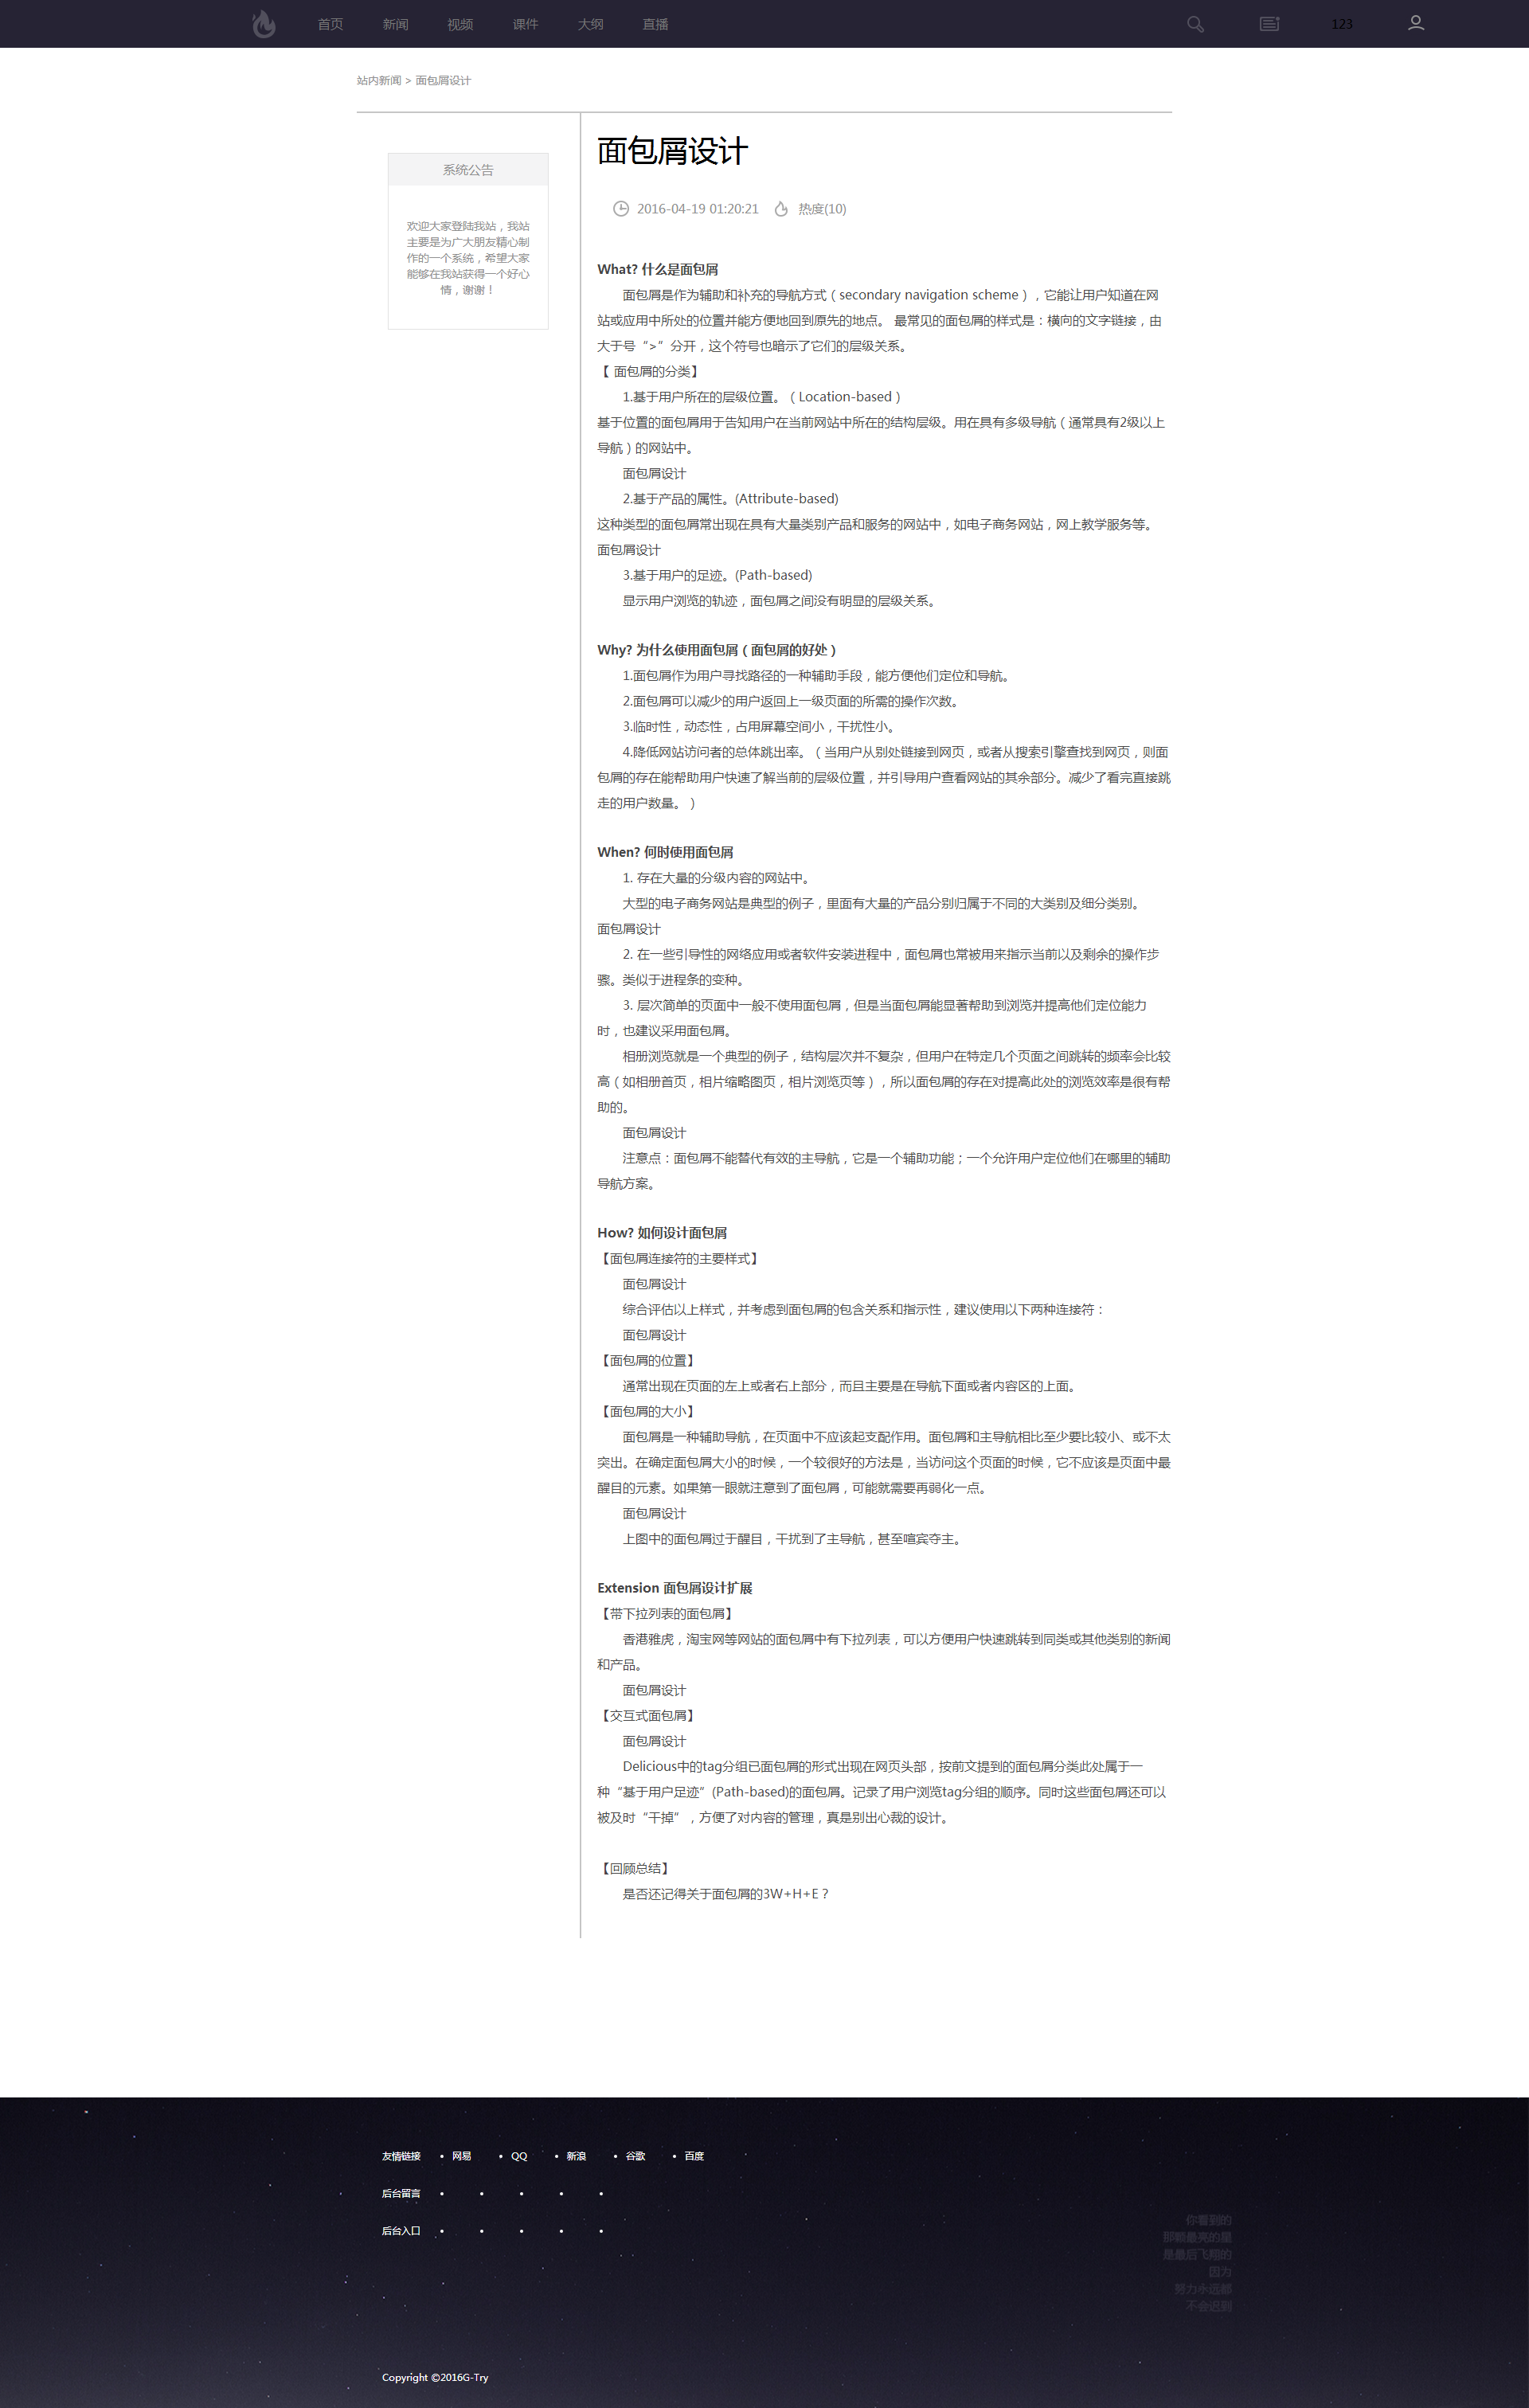 首页 新闻 视频 课件 大纲 直播 123
站内新闻 > 面包屑设计
系统公告
欢迎大家登陆我站，我站
主要是为广大朋友精心制
作的一个系统，希望大家
能够在我站获得一个好心
情，谢谢！
面包屑设计
2016-04-19 01:20:21 热度(10)
What? 什么是面包屑
面包屑是作为辅助和补充的导航方式（secondary navigation scheme），它能让用户知道在网
站或应用中所处的位置并能方便地回到原先的地点。 最常见的面包屑的样式是：横向的文字链接，由
大于号“>”分开，这个符号也暗示了它们的层级关系。
【 面包屑的分类】
1.基于用户所在的层级位置。（Location-based）
基于位置的面包屑用于告知用户在当前网站中所在的结构层级。用在具有多级导航（通常具有2级以上
导航）的网站中。
面包屑设计
2.基于产品的属性。(Attribute-based)
这种类型的面包屑常出现在具有大量类别产品和服务的网站中，如电子商务网站，网上教学服务等。
面包屑设计
3.基于用户的足迹。(Path-based)
显示用户浏览的轨迹，面包屑之间没有明显的层级关系。
Why? 为什么使用面包屑（面包屑的好处）
1.面包屑作为用户寻找路径的一种辅助手段，能方便他们定位和导航。
2.面包屑可以减少的用户返回上一级页面的所需的操作次数。
3.临时性，动态性，占用屏幕空间小，干扰性小。
4.降低网站访问者的总体跳出率。（当用户从别处链接到网页，或者从搜索引擎查找到网页，则面
包屑的存在能帮助用户快速了解当前的层级位置，并引导用户查看网站的其余部分。减少了看完直接跳
走的用户数量。）
When? 何时使用面包屑
1. 存在大量的分级内容的网站中。
大型的电子商务网站是典型的例子，里面有大量的产品分别归属于不同的大类别及细分类别。
面包屑设计
2. 在一些引导性的网络应用或者软件安装进程中，面包屑也常被用来指示当前以及剩余的操作步
骤。类似于进程条的变种。
3. 层次简单的页面中一般不使用面包屑，但是当面包屑能显著帮助到浏览并提高他们定位能力
时，也建议采用面包屑。
相册浏览就是一个典型的例子，结构层次并不复杂，但用户在特定几个页面之间跳转的频率会比较
高（如相册首页，相片缩略图页，相片浏览页等），所以面包屑的存在对提高此处的浏览效率是很有帮
助的。
面包屑设计
注意点：面包屑不能替代有效的主导航，它是一个辅助功能；一个允许用户定位他们在哪里的辅助
导航方案。
How? 如何设计面包屑
【面包屑连接符的主要样式】
面包屑设计
综合评估以上样式，并考虑到面包屑的包含关系和指示性，建议使用以下两种连接符：
面包屑设计
【面包屑的位置】
通常出现在页面的左上或者右上部分，而且主要是在导航下面或者内容区的上面。
【面包屑的大小】
面包屑是一种辅助导航，在页面中不应该起支配作用。面包屑和主导航相比至少要比较小、或不太
突出。在确定面包屑大小的时候，一个较很好的方法是，当访问这个页面的时候，它不应该是页面中最
醒目的元素。如果第一眼就注意到了面包屑，可能就需要再弱化一点。
面包屑设计
上图中的面包屑过于醒目，干扰到了主导航，甚至喧宾夺主。
Extension 面包屑设计扩展
【带下拉列表的面包屑】
香港雅虎，淘宝网等网站的面包屑中有下拉列表，可以方便用户快速跳转到同类或其他类别的新闻
和产品。
面包屑设计
【交互式面包屑】
面包屑设计
Delicious中的tag分组已面包屑的形式出现在网页头部，按前文提到的面包屑分类此处属于一
种“基于用户足迹”(Path-based)的面包屑。记录了用户浏览tag分组的顺序。同时这些面包屑还可以
被及时“干掉”，方便了对内容的管理，真是别出心裁的设计。
【回顾总结】
是否还记得关于面包屑的3W+H+E？
友情链接 • 网易 • QQ • 新浪 • 谷歌 • 百度
后台留言 • • • • •
后台入口 • • • • •
你看到的
那颗最亮的星
是最后飞翔的
因为
努力永远都
不会迟到
Copyright ©2016G-Try